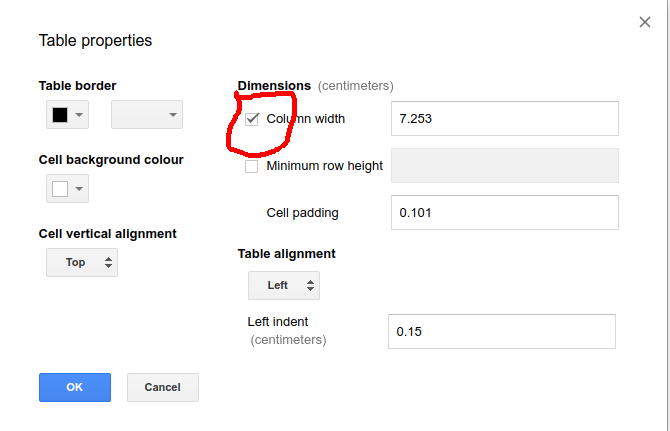 Table properties
Table border
Cell background colour
Cell vertical alignment
Top
Dimensions (centimeters)
Column width 7.253
Minimum row height
Cell padding 0.101
Table alignment
Left
Left indent 0.15
(centimeters)
OK Cancel